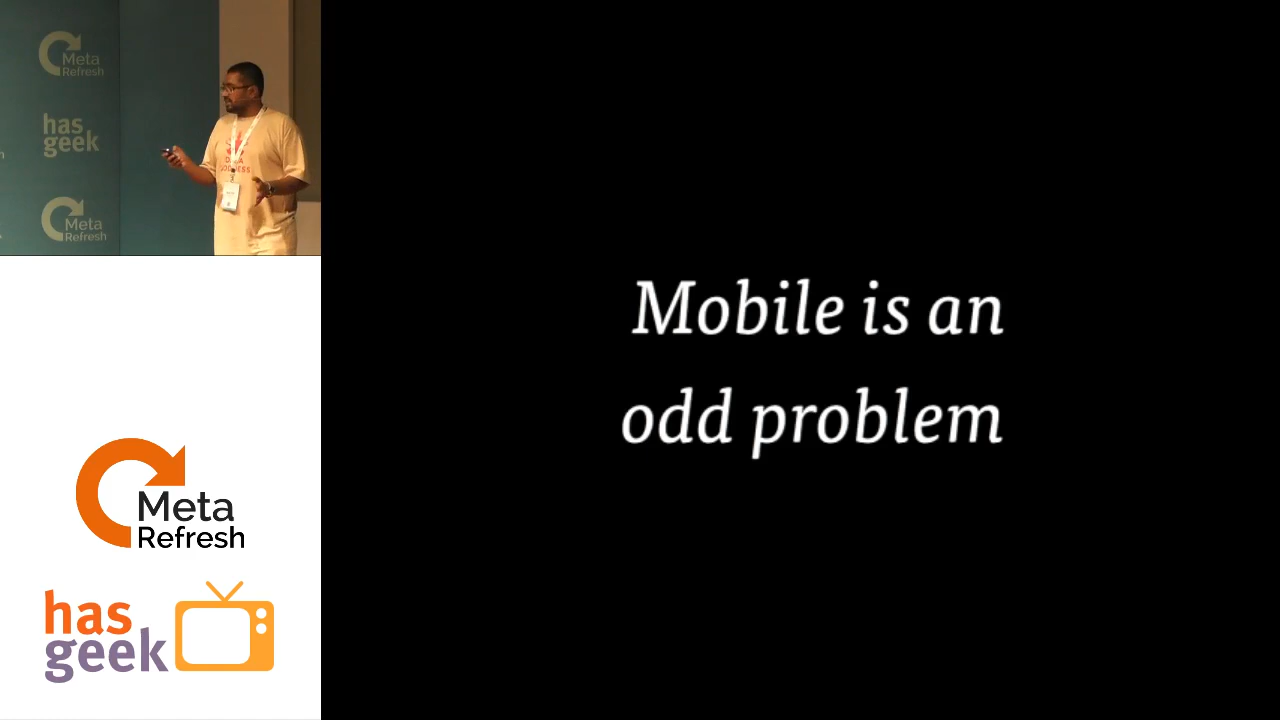 Meta
Refresh
has
geek
Meta
Refresh
Mobile is an
odd problem
Meta
Refresh
has
geek